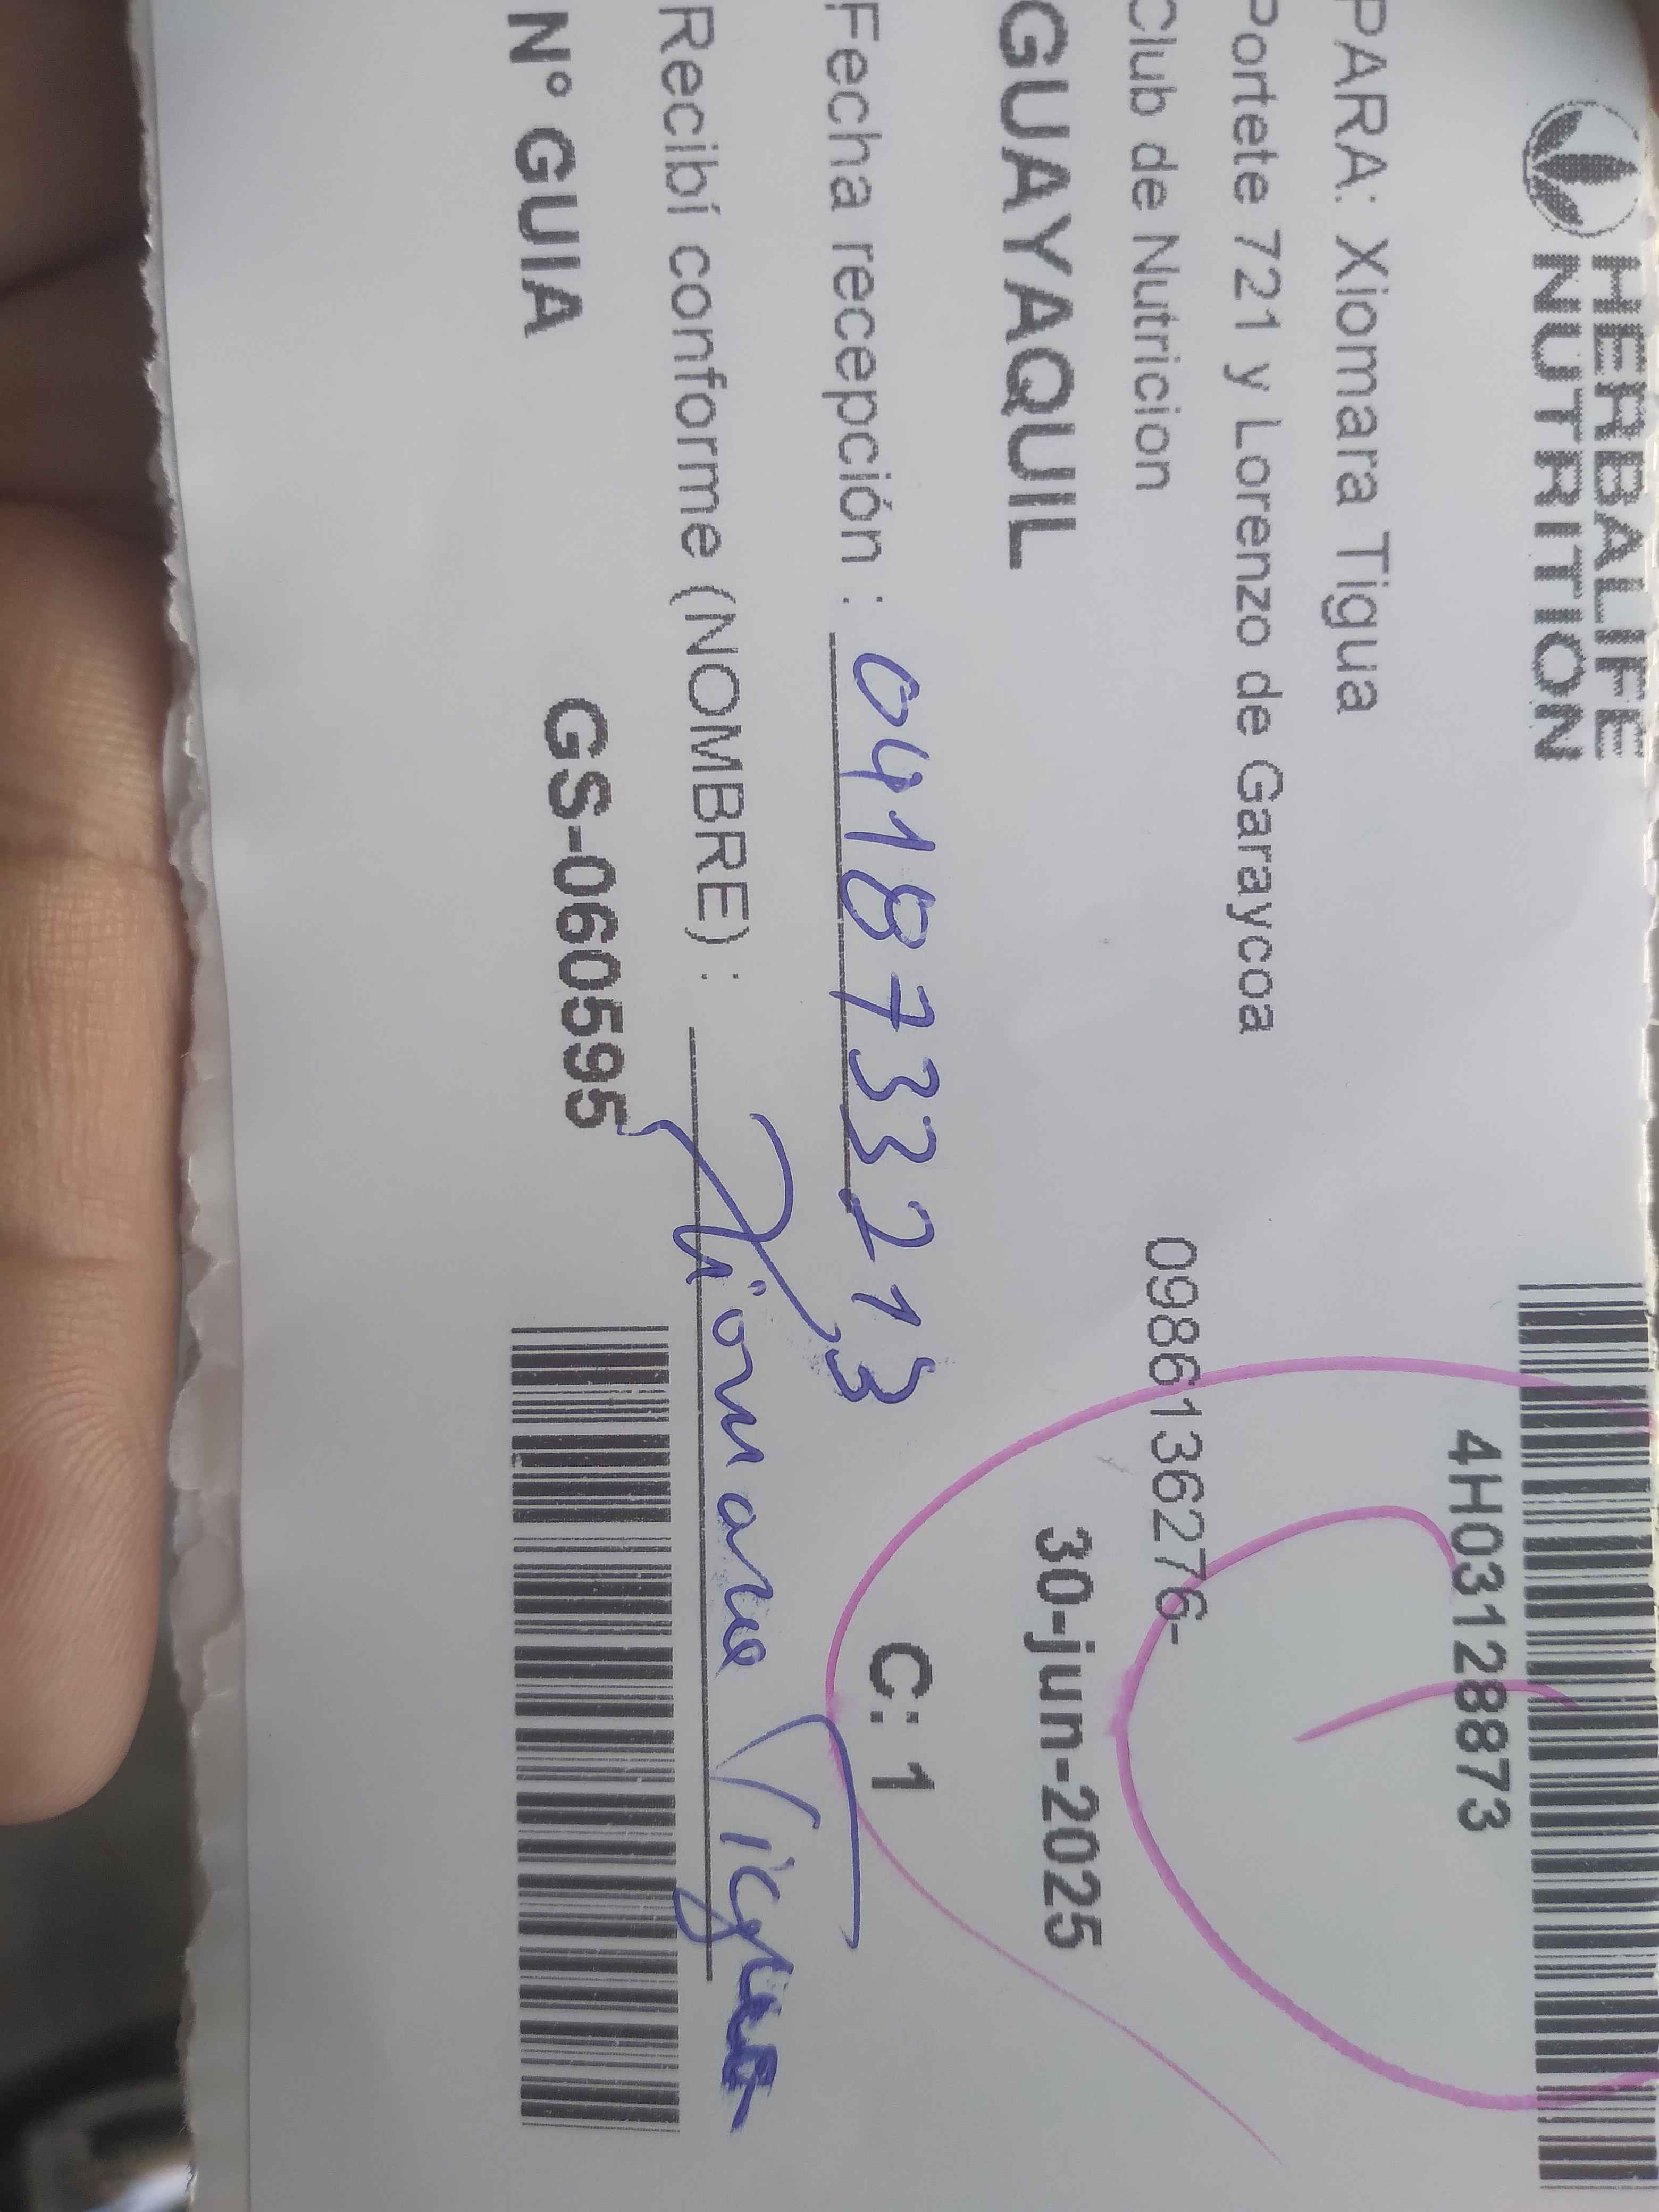 HERBALIFE
NUTRITION
4H03128873
PARA: Xiomara Tigua
Portete 721 y Lorenzo de Garaycoa
Club de Nutricion
0986136276-
GUAYAQUIL
30-jun-2025
Fecha recepción : 0418733213
C: 1
Recibí conforme (NOMBRE) : Xiomara Tigua
N° GUIA
GS-060595